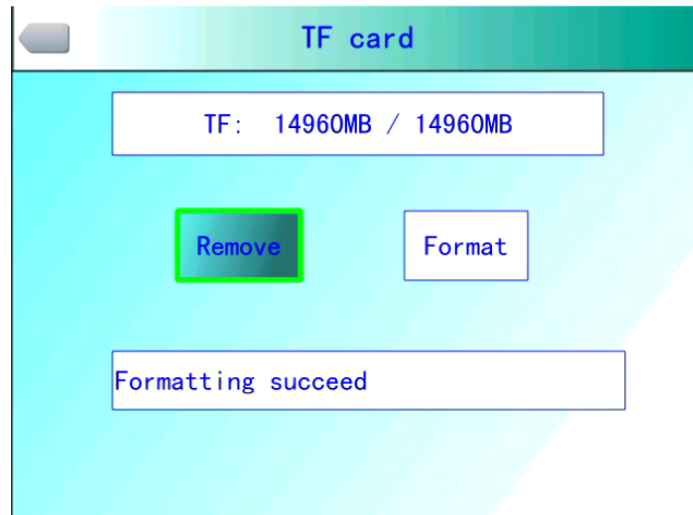 TF card
TF: 14960MB / 14960MB
Remove
Format
Formatting succeed